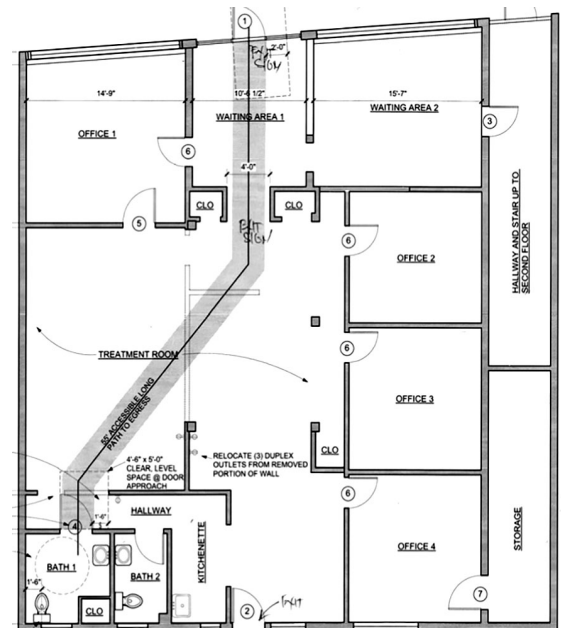 1
EXIT
SIGN
2'-0"
14'-9"
10'-6 1/2"
15'-7"
WAITING AREA 1
WAITING AREA 2
OFFICE 1
3
6
4'-0"
CLO
CLO
5
EXIT
SIGN
6
OFFICE 2
HALLWAY AND STAIR UP TO
SECOND FLOOR
TREATMENT ROOM
6
55' ACCESSIBLE LONG
PATH TO EGRESS
OFFICE 3
CLO
4'-6" x 5'-0"
CLEAR, LEVEL
SPACE @ DOOR
APPROACH
RELOCATE (3) DUPLEX
OUTLETS FROM REMOVED
PORTION OF WALL
6
HALLWAY
1'-6"
4
KITCHENETTE
OFFICE 4
STORAGE
BATH 1
BATH 2
1'-6"
CLO
2
EXIT
7